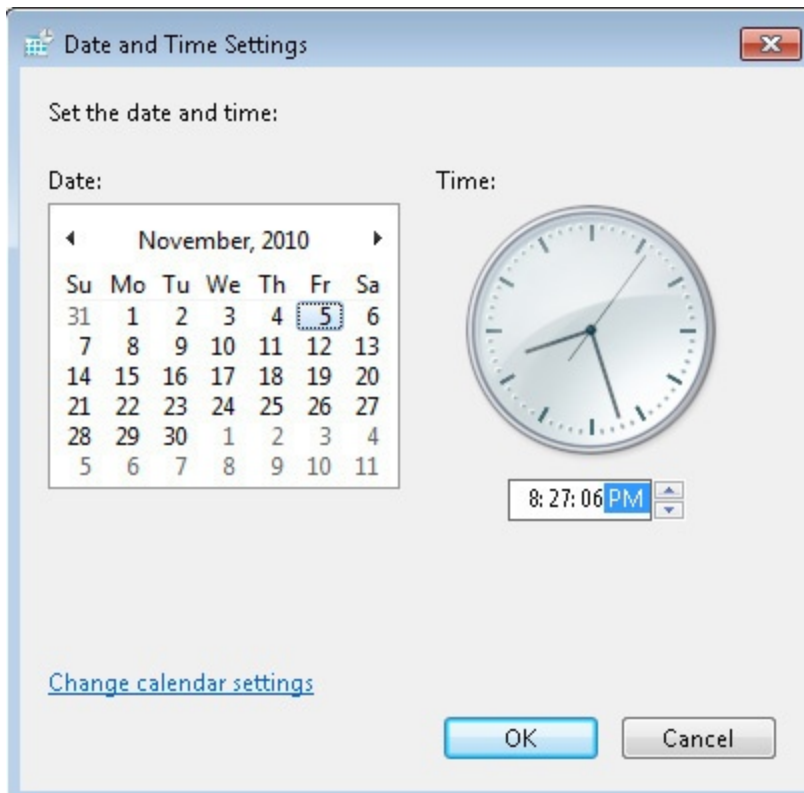 Date and Time Settings
Set the date and time:
Date:
Time:
November, 2010
Su Mo Tu We Th Fr Sa
31 1 2 3 4 5 6
7 8 9 10 11 12 13
14 15 16 17 18 19 20
21 22 23 24 25 26 27
28 29 30 1 2 3 4
5 6 7 8 9 10 11
8: 27: 06 PM
Change calendar settings
OK
Cancel